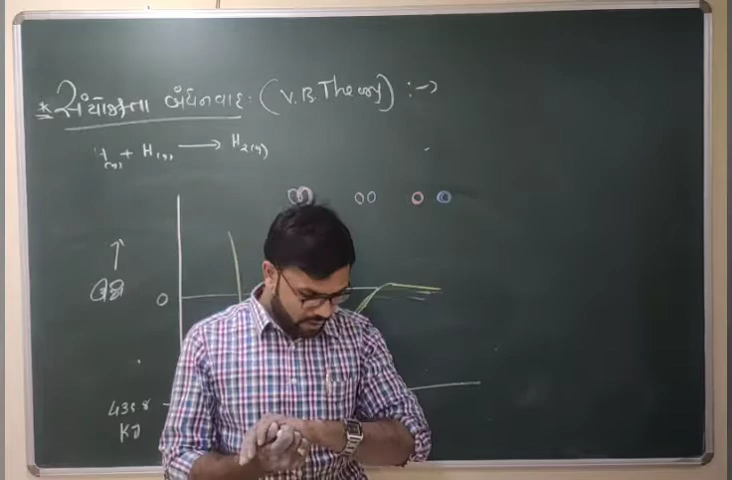 * સંયોજકતા બંધનવાદ. (V.B. Theory) :→
H(g) + H(g) → H2(g)
↑
0
435.8
KJ